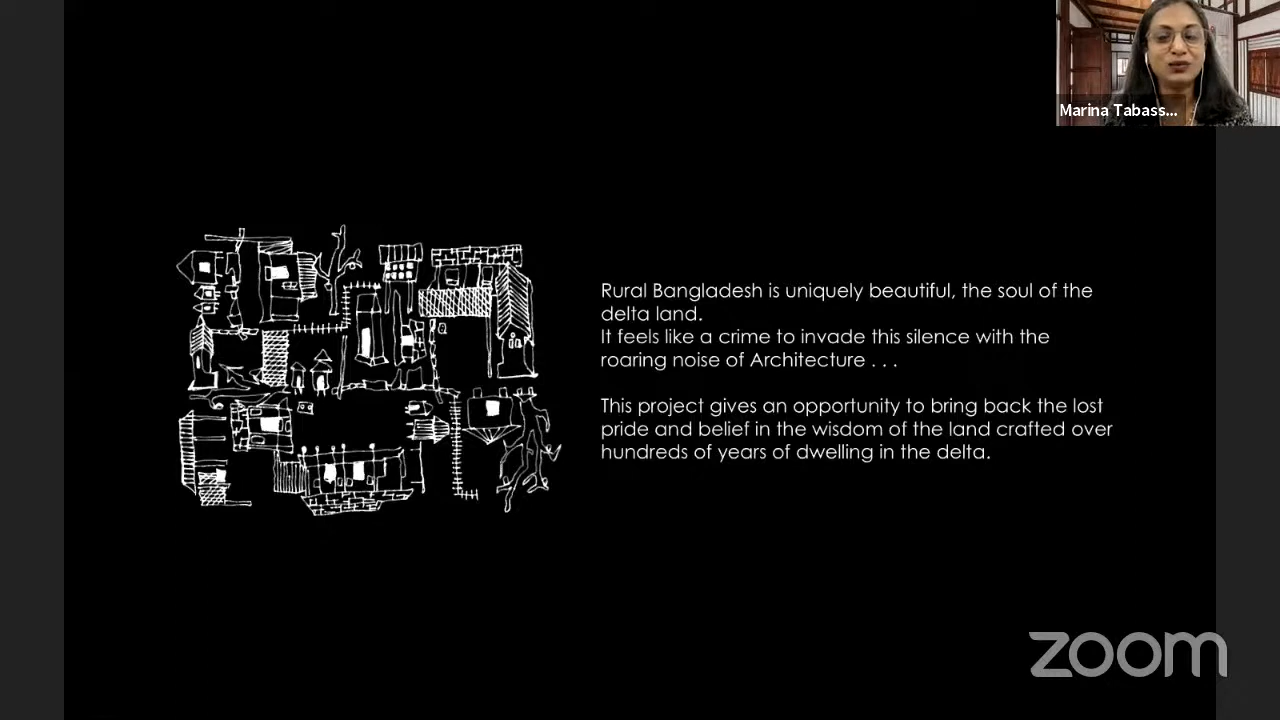 Marina Tabass...
Rural Bangladesh is uniquely beautiful, the soul of the
delta land.
It feels like a crime to invade this silence with the
roaring noise of Architecture . . .
This project gives an opportunity to bring back the lost
pride and belief in the wisdom of the land crafted over
hundreds of years of dwelling in the delta.
zoom